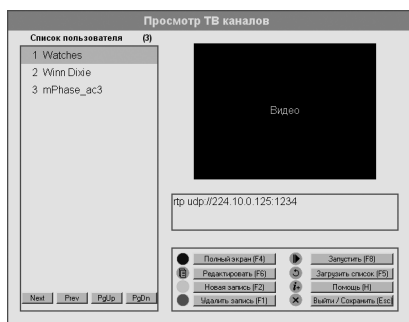 Просмотр ТВ каналов
Список пользователя (3)
1 Watches
2 Winn Dixie
3 mPhase_ac3
Видео
rtp udp://224.10.0.125:1234
Полный экран (F4) Запустить (F8)
Редактировать (F6) Загрузить список (F5)
Новая запись (F2) Помощь (H)
Удалить запись (F1) Выйти / Сохранить (Esc)
Next Prev PgUp PgDn